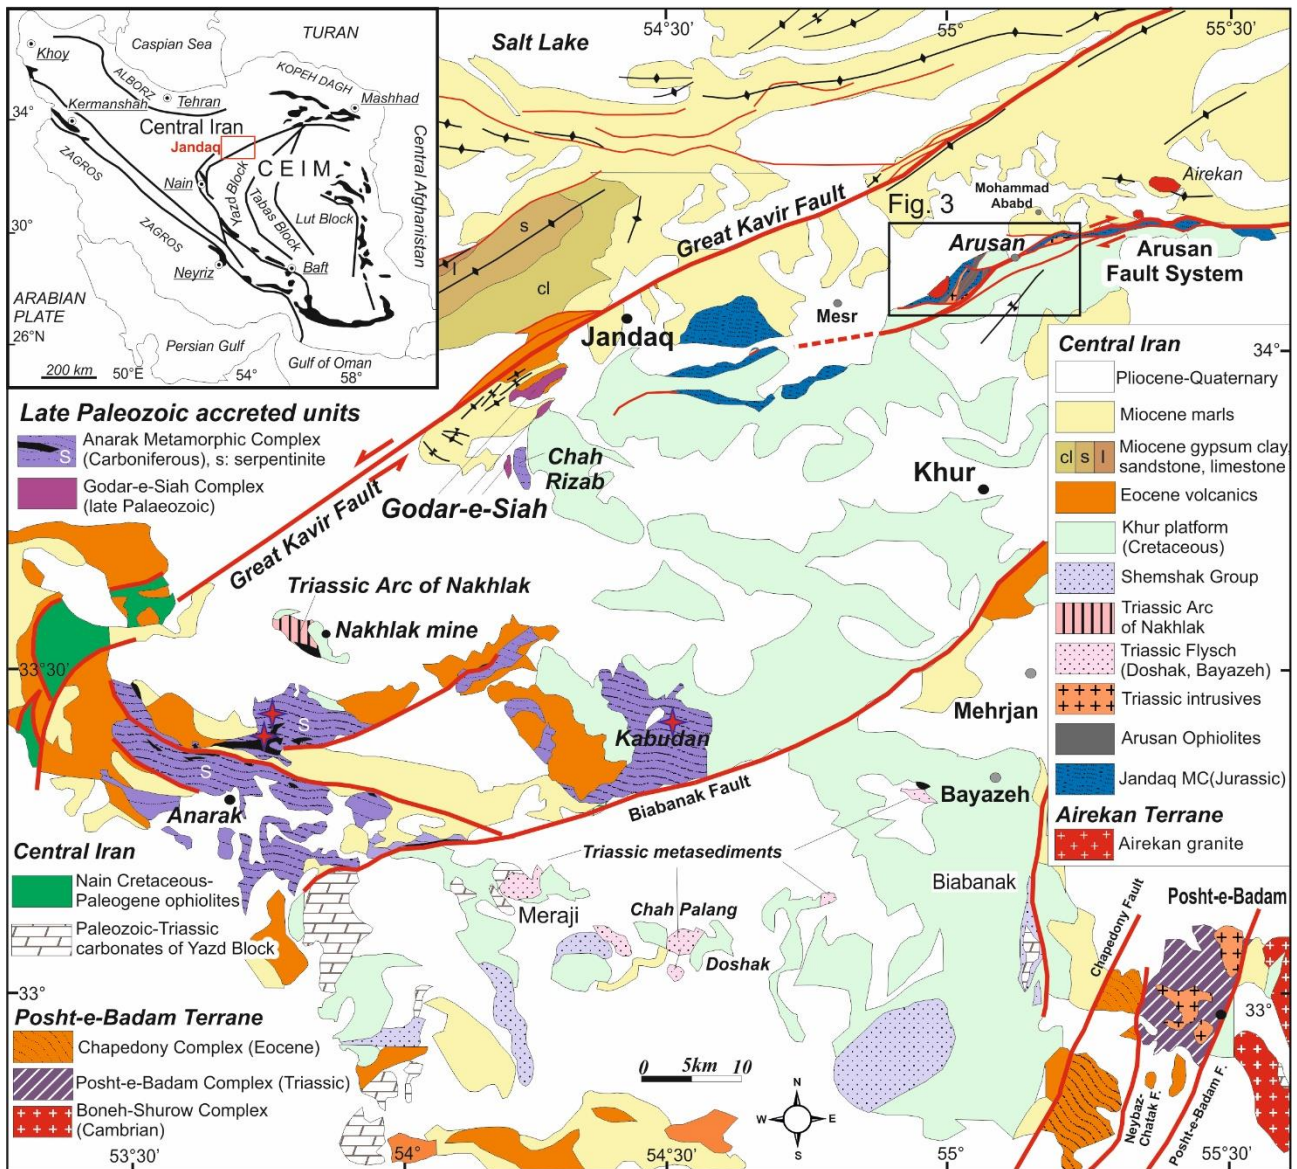 54°30'
55°
55°30'
Khoy
Caspian Sea
TURAN
ALBORZ
KOPEH DAGH
Kermanshah
Tehran
Mashhad
34°
Central Iran
Jandaq
CEIM
Central Afghanistan
ZAGROS
Nain
Yazd Block
Tabas Block
Lut Block
30°
ZAGROS
Neyriz
Baft
ARABIAN
PLATE
26°N
Persian Gulf
Gulf of Oman
200 km
50°E
54°
58°
Salt Lake
Great Kavir Fault
Airekan
Mohammad
Ababd
Fig. 3
Arusan
Arusan
Fault System
s
l
cl
Jandaq
Mesr
34°
Late Paleozoic accreted units
Anarak Metamorphic Complex
(Carboniferous), s: serpentinite
S
Godar-e-Siah Complex
(late Palaeozoic)
Chah
Rizab
Godar-e-Siah
Khur
Great Kavir Fault
Triassic Arc of Nakhlak
Nakhlak mine
33°30'
S
S
Kabudan
Mehrjan
Anarak
Biabanak Fault
Bayazeh
Triassic metasediments
Biabanak
Meraji
Chah Palang
Doshak
Central Iran
Pliocene-Quaternary
Miocene marls
cl s l
Miocene gypsum clay,
sandstone, limestone
Eocene volcanics
Khur platform
(Cretaceous)
Shemshak Group
Triassic Arc
of Nakhlak
Triassic Flysch
(Doshak, Bayazeh)
Triassic intrusives
Arusan Ophiolites
Jandaq MC(Jurassic)
Airekan Terrane
Airekan granite
Central Iran
Nain Cretaceous-
Paleogene ophiolites
Paleozoic-Triassic
carbonates of Yazd Block
33°
Posht-e-Badam Terrane
Chapedony Complex (Eocene)
Posht-e-Badam Complex (Triassic)
Boneh-Shurow Complex
(Cambrian)
Posht-e-Badam
Chapedony Fault
33°
Neybaz-
Chatak F.
Posht-e-Badam F.
0 5km 10
N
W E
S
53°30'
54°
54°30'
55°
55°30'